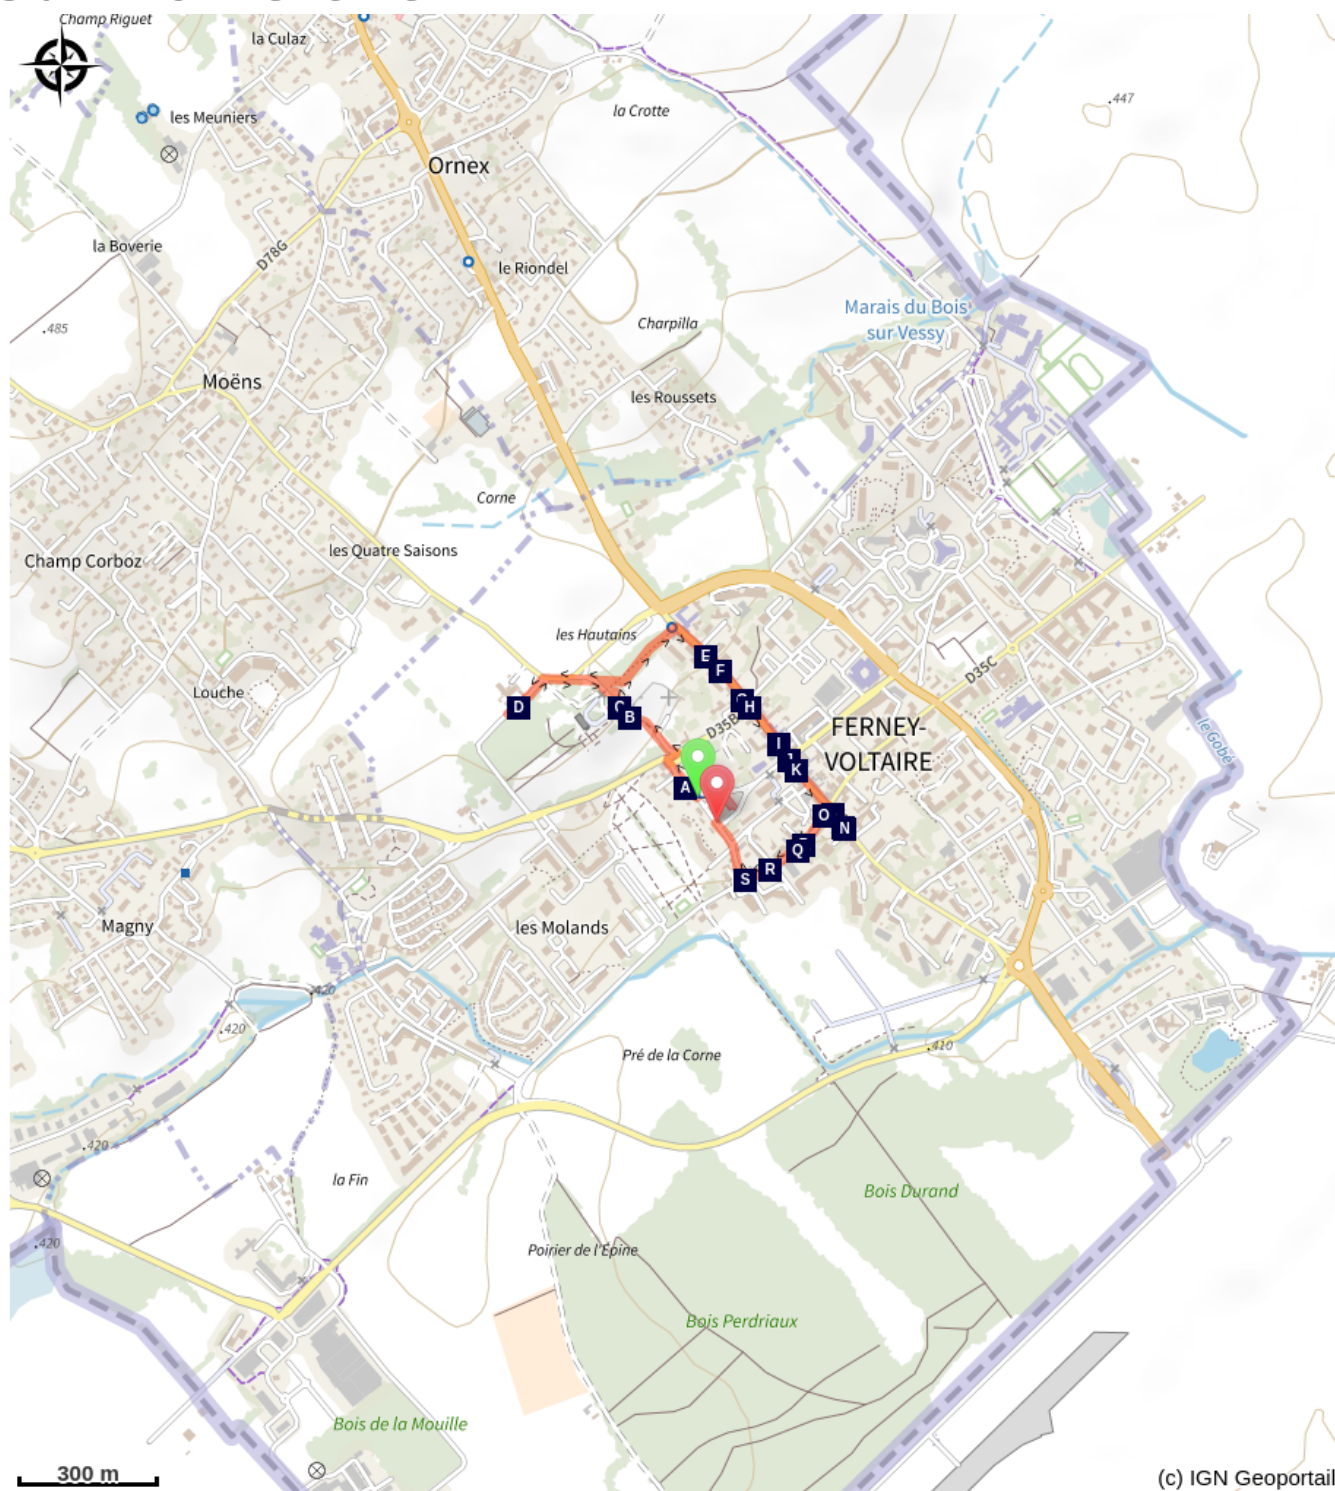 Champ Riguet
la Culaz
les Meuniers
la Crotte
.447
Ornex
la Boverie
D78G
le Riondel
.485
Charpilla
Marais du Bois
sur Vessy
Moëns
les Roussets
Corne
Champ Corboz
les Quatre Saisons
les Hautains
D35C
Louche
le Gobé
D35B
FERNEY-
VOLTAIRE
E
F
D
H
B
I
A
K
O
N
Q
R
S
Magny
les Molands
.420
.420
Pré de la Corne
.410
.420
la Fin
Bois Durand
.420
Poirier de l'Épine
Bois Perdriaux
Bois de la Mouille
300 m
(c) IGN Geoportail